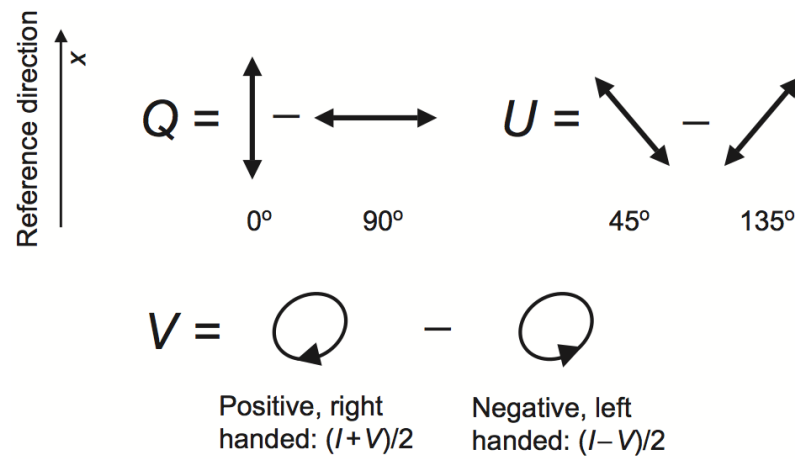 Reference direction
x
Q = –
U = –
0º 90º
45º 135º
V = –
Positive, right
handed: (I+V)/2
Negative, left
handed: (I–V)/2